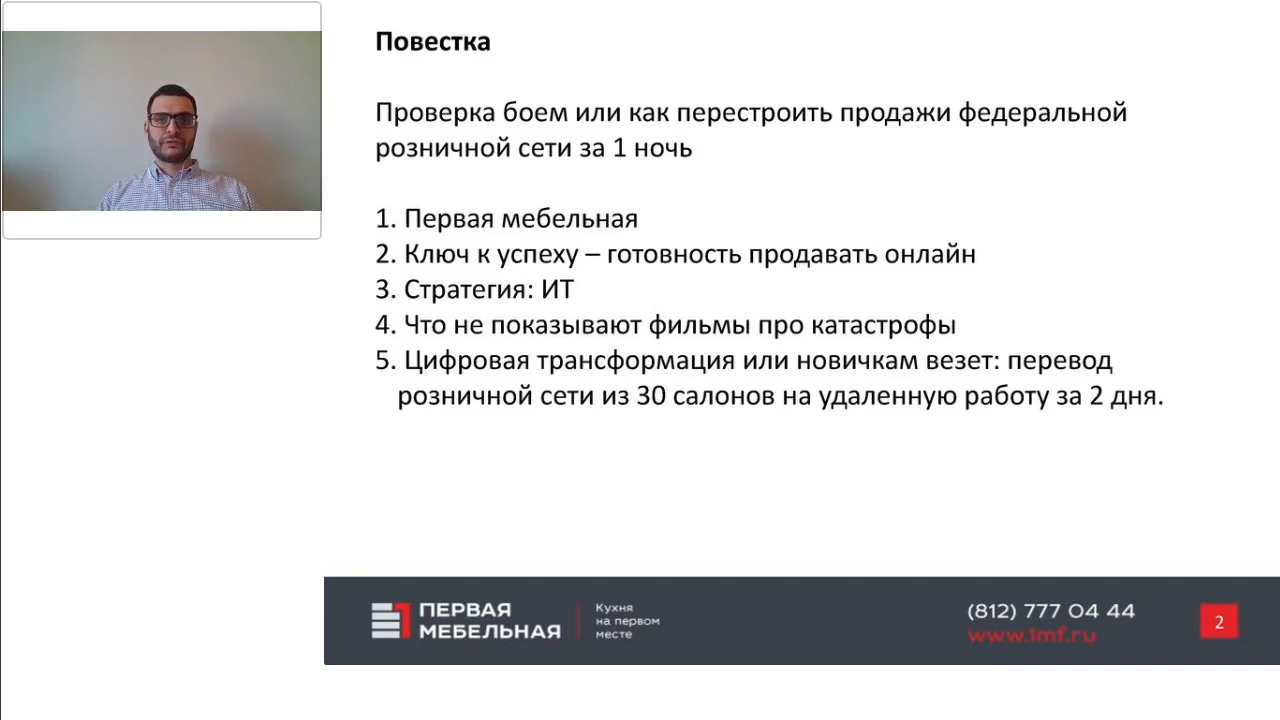 Повестка
Проверка боем или как перестроить продажи федеральной
розничной сети за 1 ночь
1. Первая мебельная
2. Ключ к успеху – готовность продавать онлайн
3. Стратегия: ИТ
4. Что не показывают фильмы про катастрофы
5. Цифровая трансформация или новичкам везет: перевод
розничной сети из 30 салонов на удаленную работу за 2 дня.
ПЕРВАЯ
МЕБЕЛЬНАЯ
Кухня
на первом
месте
(812) 777 04 44
www.1mf.ru
2